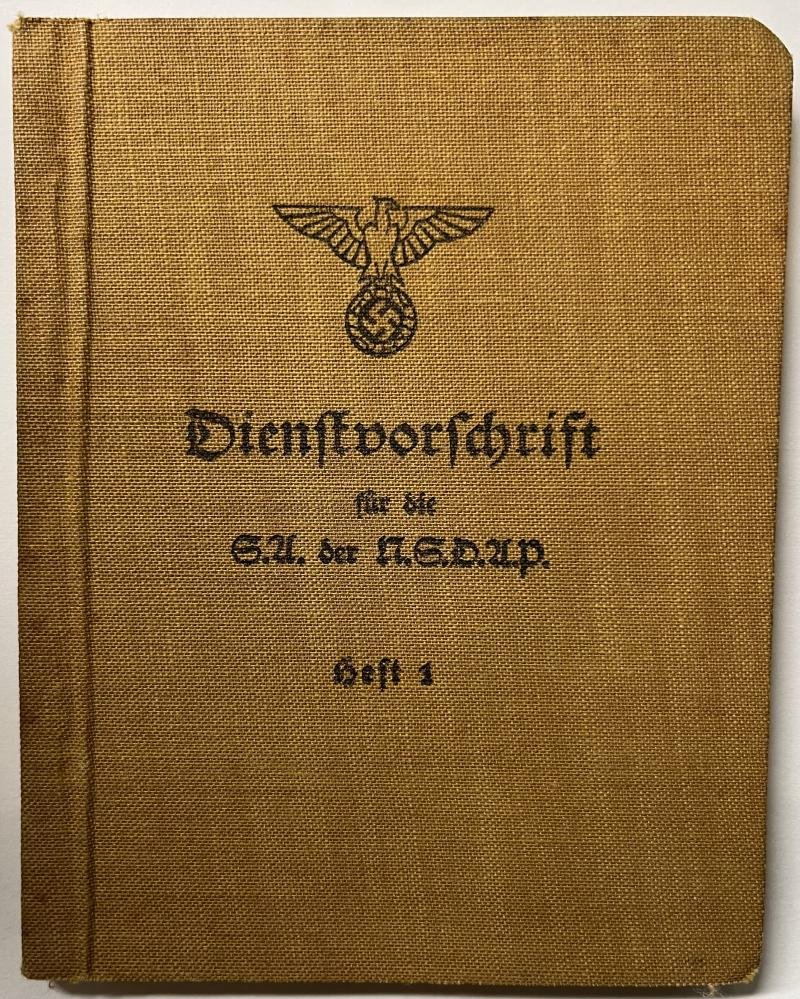 Dienstvorschrift
für die
S.A. der N.S.D.A.P.
Heft 1